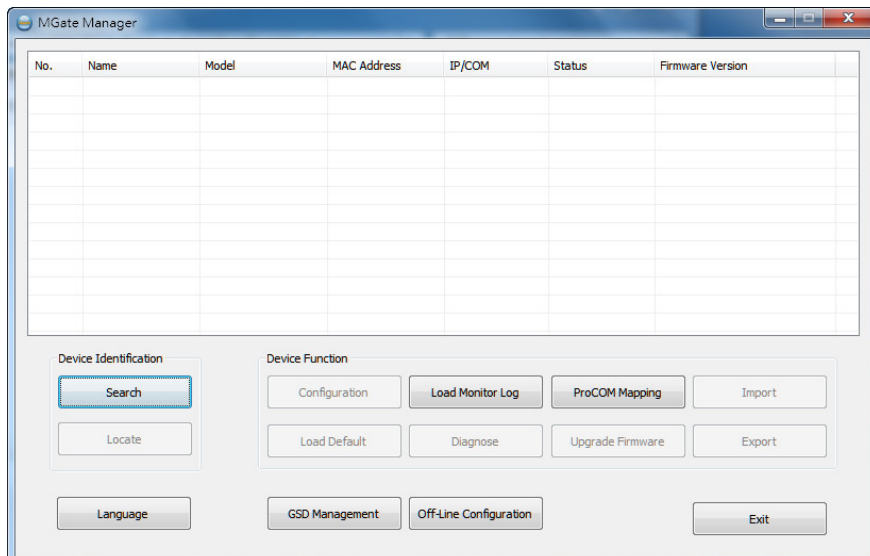 MGate Manager
No. Name Model MAC Address IP/COM Status Firmware Version
Device Identification Device Function
Search Configuration Load Monitor Log ProCOM Mapping Import
Locate Load Default Diagnose Upgrade Firmware Export
Language GSD Management Off-Line Configuration Exit